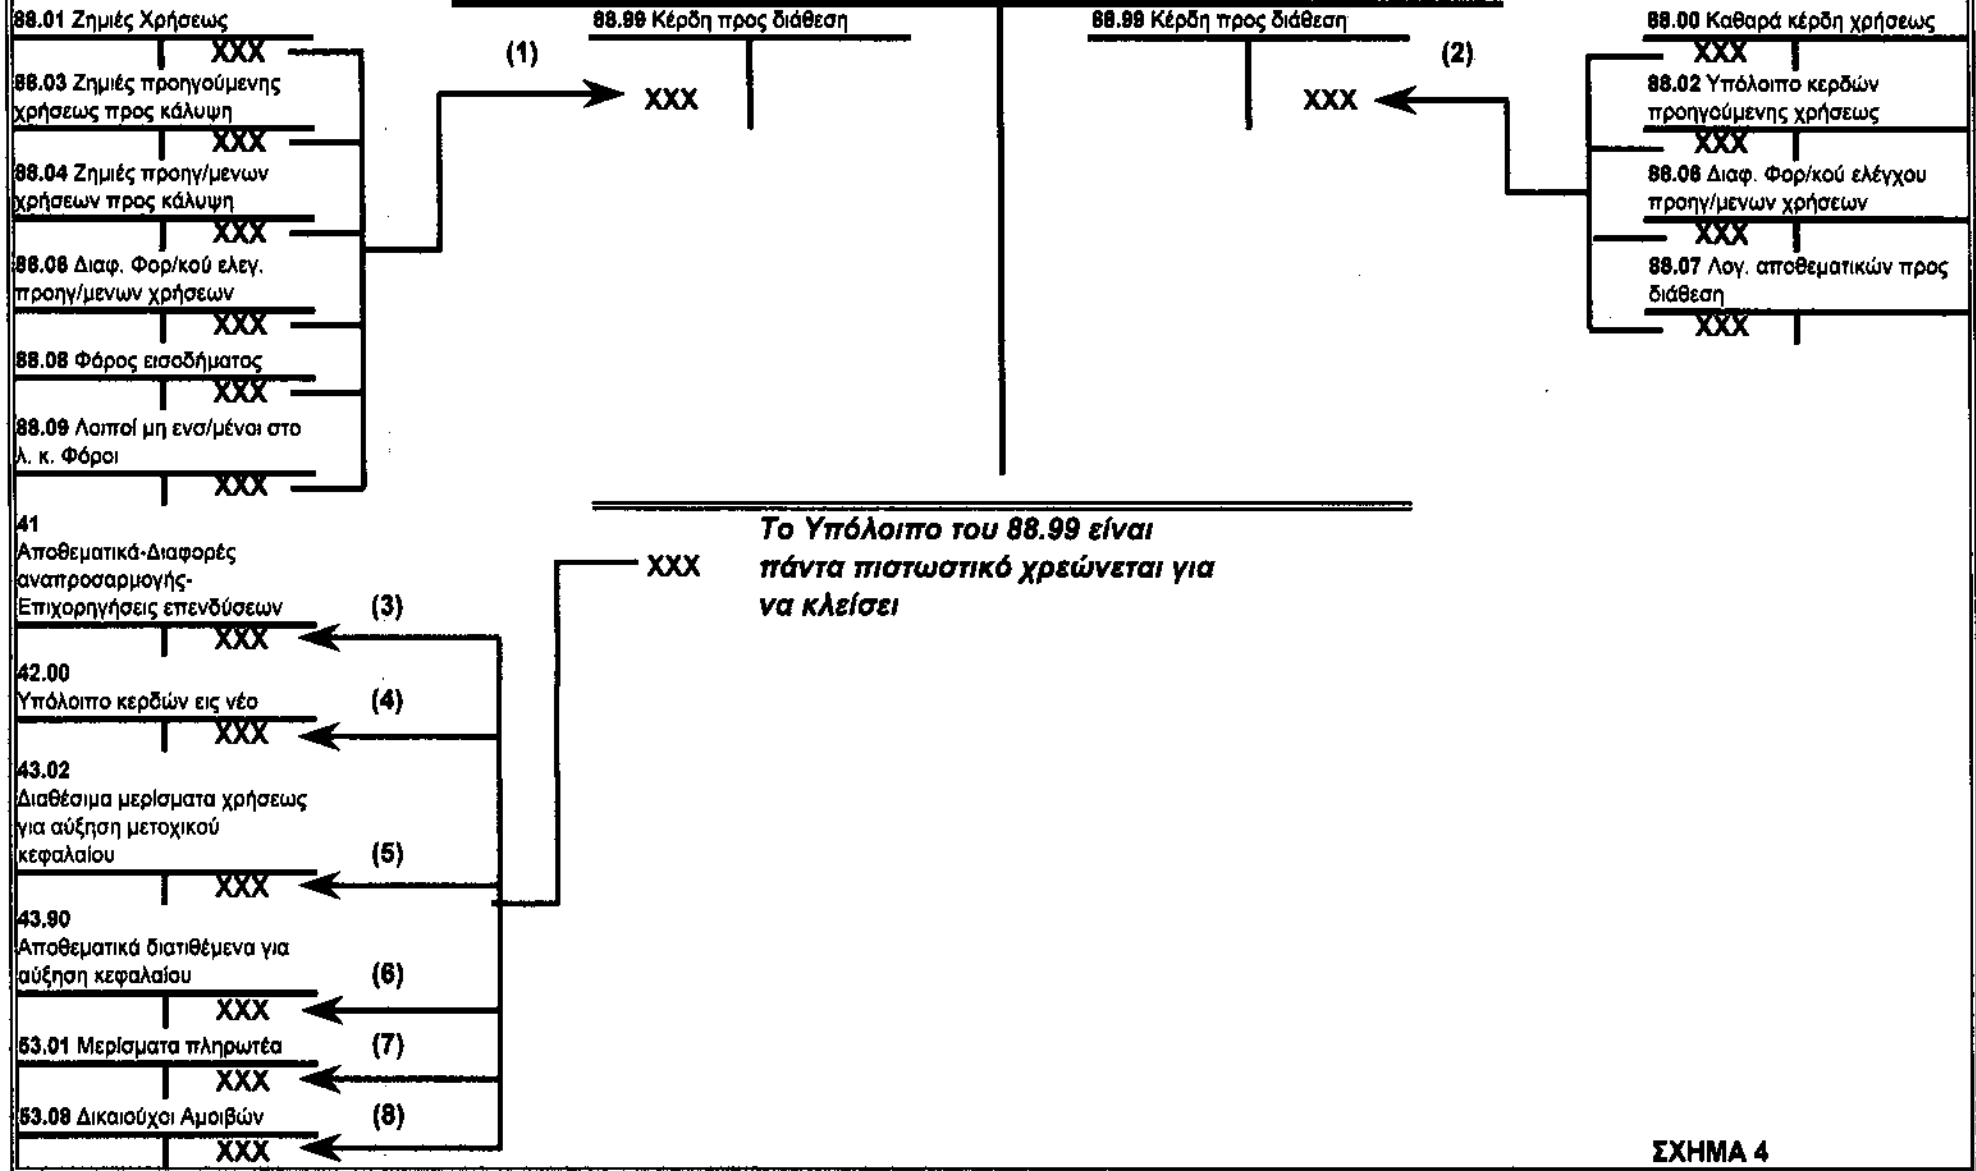 88.01 Ζημιές Χρήσεως
XXX
88.03 Ζημιές προηγούμενης
χρήσεως προς κάλυψη
XXX
88.04 Ζημιές προηγ/μενων
χρήσεων προς κάλυψη
XXX
88.06 Διαφ. Φορ/κού ελεγ.
προηγ/μενων χρήσεων
XXX
88.08 Φόρος εισοδήματος
XXX
88.09 Λοιποί μη ενσ/μένοι στο
λ. κ. Φόροι
XXX
(1)
88.99 Κέρδη προς διάθεση
XXX
88.99 Κέρδη προς διάθεση
XXX
(2)
88.00 Καθαρά κέρδη χρήσεως
XXX
88.02 Υπόλοιπο κερδών
προηγούμενης χρήσεως
XXX
88.06 Διαφ. Φορ/κού ελέγχου
προηγ/μενων χρήσεων
XXX
88.07 Λογ. αποθεματικών προς
διάθεση
XXX
Το Υπόλοιπο του 88.99 είναι
πάντα πιστωστικό χρεώνεται για
να κλείσει
XXX
41
Αποθεματικά-Διαφορές
αναπροσαρμογής-
Επιχορηγήσεις επενδύσεων
(3)
XXX
42.00
Υπόλοιπο κερδών εις νέο
(4)
XXX
43.02
Διαθέσιμα μερίσματα χρήσεως
για αύξηση μετοχικού
κεφαλαίου
(5)
XXX
43.90
Αποθεματικά διατιθέμενα για
αύξηση κεφαλαίου
(6)
XXX
53.01 Μερίσματα πληρωτέα
(7)
XXX
53.08 Δικαιούχοι Αμοιβών
(8)
XXX
ΣΧΗΜΑ 4